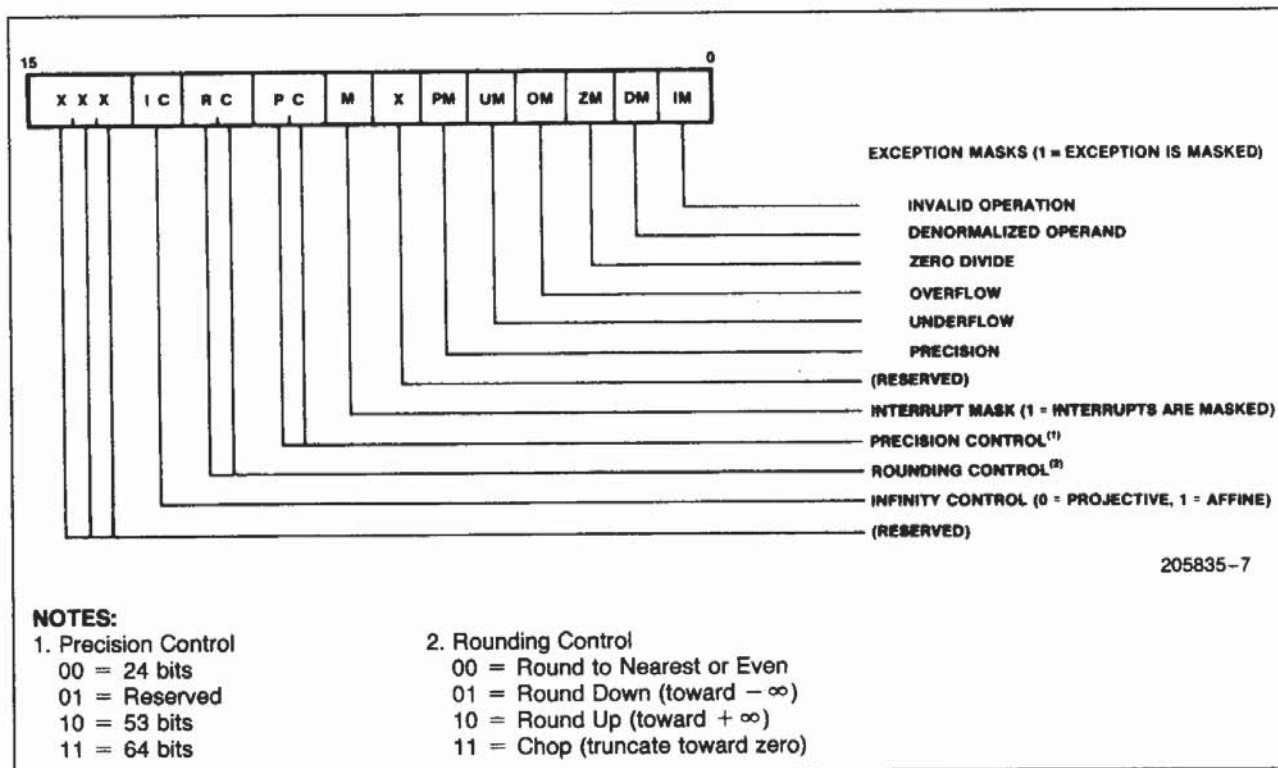 15 0
X X X I C R C P C M X PM UM OM ZM DM IM
EXCEPTION MASKS (1 = EXCEPTION IS MASKED)
INVALID OPERATION
DENORMALIZED OPERAND
ZERO DIVIDE
OVERFLOW
UNDERFLOW
PRECISION
(RESERVED)
INTERRUPT MASK (1 = INTERRUPTS ARE MASKED)
PRECISION CONTROL(1)
ROUNDING CONTROL(2)
INFINITY CONTROL (0 = PROJECTIVE, 1 = AFFINE)
(RESERVED)
205835-7
NOTES:
1. Precision Control
00 = 24 bits
01 = Reserved
10 = 53 bits
11 = 64 bits
2. Rounding Control
00 = Round to Nearest or Even
01 = Round Down (toward − ∞)
10 = Round Up (toward + ∞)
11 = Chop (truncate toward zero)